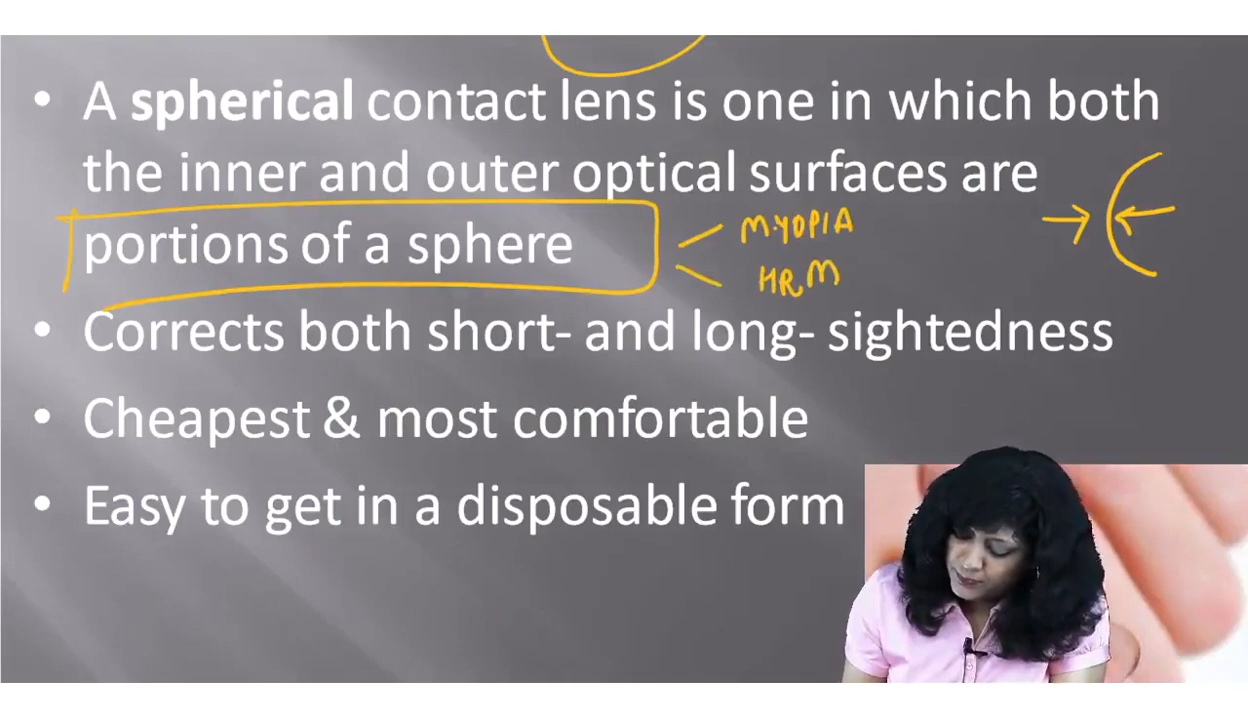 • A spherical contact lens is one in which both
the inner and outer optical surfaces are
portions of a sphere
MYOPIA
HRM
• Corrects both short- and long- sightedness
• Cheapest & most comfortable
• Easy to get in a disposable form